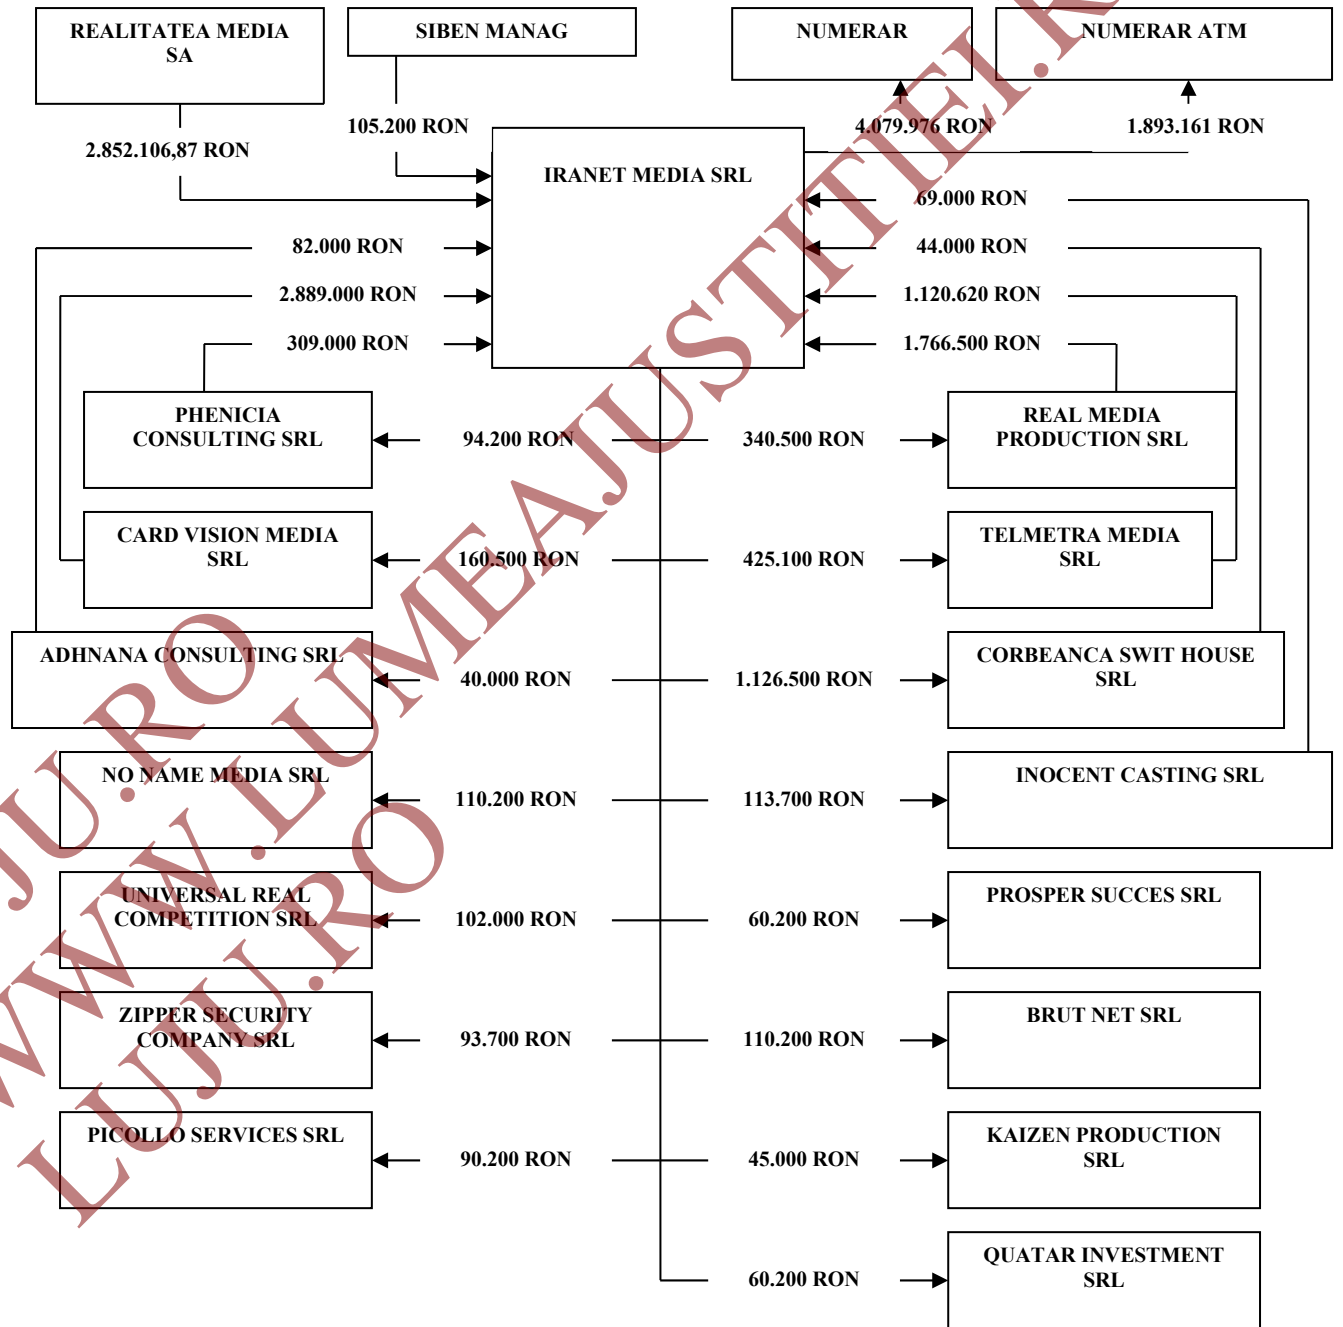 REALITATEA MEDIA
SA
SIBEN MANAG
NUMERAR
NUMERAR ATM
105.200 RON
4.079.976 RON
1.893.161 RON
2.852.106,87 RON
IRANET MEDIA SRL
69.000 RON
82.000 RON
44.000 RON
2.889.000 RON
1.120.620 RON
309.000 RON
1.766.500 RON
PHENICIA
CONSULTING SRL
94.200 RON
340.500 RON
REAL MEDIA
PRODUCTION SRL
CARD VISION MEDIA
SRL
160.500 RON
425.100 RON
TELMETRA MEDIA
SRL
ADHNANA CONSULTING SRL
40.000 RON
1.126.500 RON
CORBEANCA SWIT HOUSE
SRL
NO NAME MEDIA SRL
110.200 RON
113.700 RON
INOCENT CASTING SRL
UNIVERSAL REAL
COMPETITION SRL
102.000 RON
60.200 RON
PROSPER SUCCES SRL
ZIPPER SECURITY
COMPANY SRL
93.700 RON
110.200 RON
BRUT NET SRL
PICOLLO SERVICES SRL
90.200 RON
45.000 RON
KAIZEN PRODUCTION
SRL
60.200 RON
QUATAR INVESTMENT
SRL
JU.RO
WWW.LUMEAJUSTITIEI.R
LUJU.RO